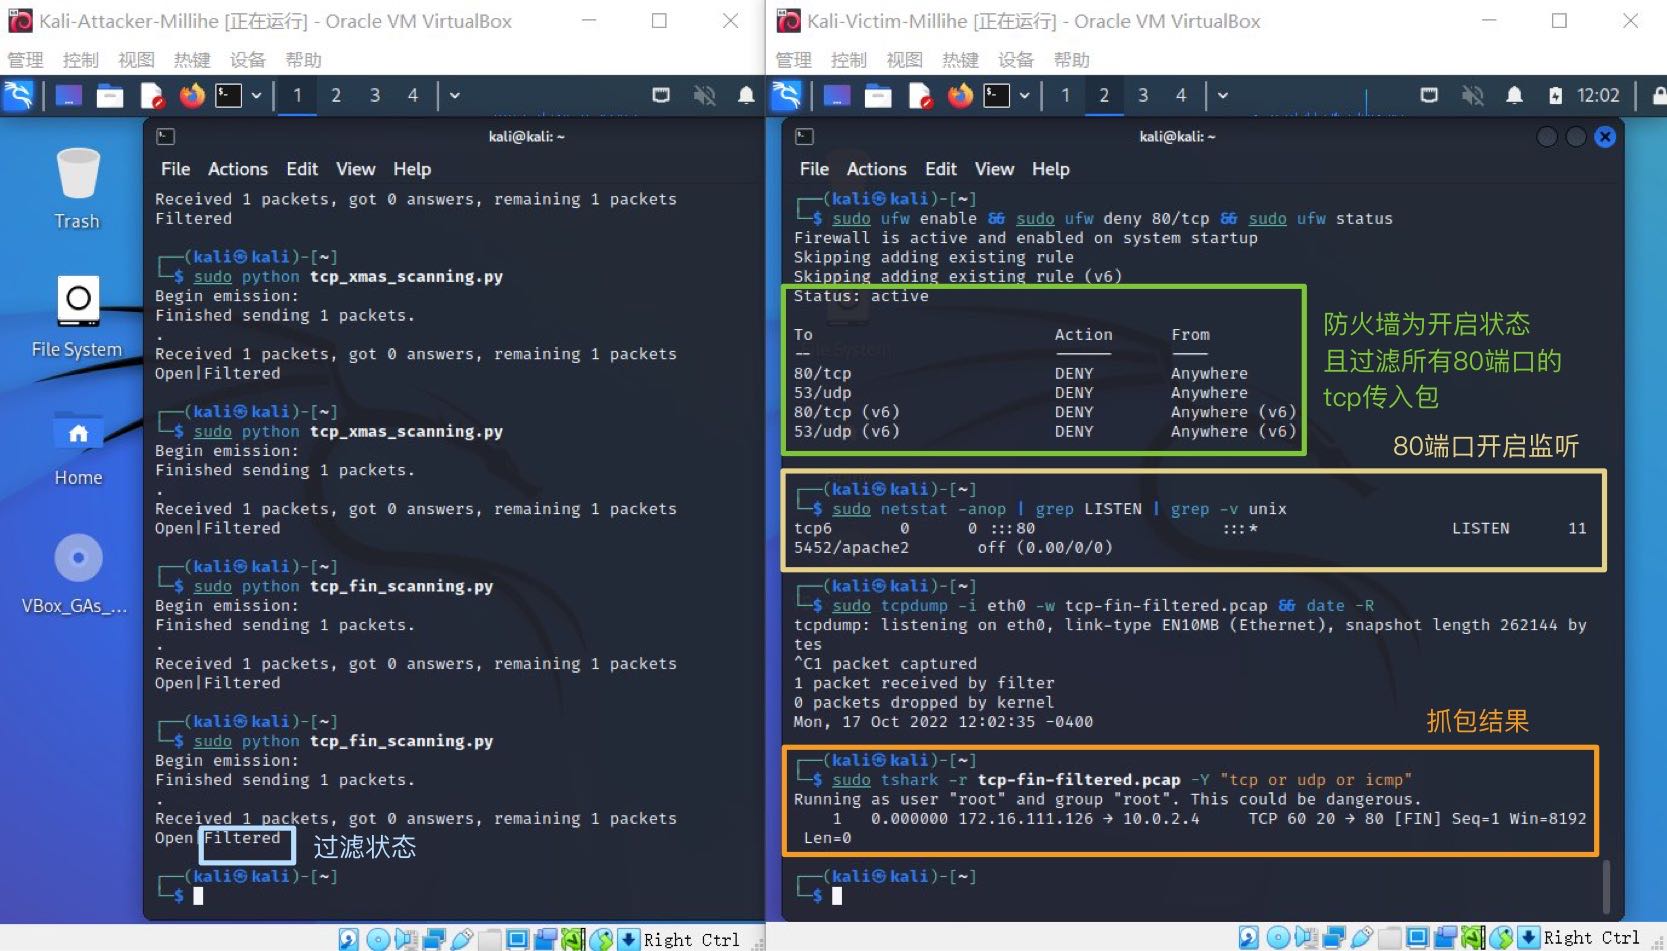 Kali-Attacker-Millihe [正在运行] - Oracle VM VirtualBox
管理 控制 视图 热键 设备 帮助
1 2 3 4
Trash
File System
Home
VBox_GAs_...
kali@kali: ~
File Actions Edit View Help
Received 1 packets, got 0 answers, remaining 1 packets
Filtered
┌──(kali㉿kali)-[~]
└─$ sudo python tcp_xmas_scanning.py
Begin emission:
Finished sending 1 packets.
.
Received 1 packets, got 0 answers, remaining 1 packets
Open|Filtered
┌──(kali㉿kali)-[~]
└─$ sudo python tcp_xmas_scanning.py
Begin emission:
Finished sending 1 packets.
.
Received 1 packets, got 0 answers, remaining 1 packets
Open|Filtered
┌──(kali㉿kali)-[~]
└─$ sudo python tcp_fin_scanning.py
Begin emission:
Finished sending 1 packets.
.
Received 1 packets, got 0 answers, remaining 1 packets
Open|Filtered
┌──(kali㉿kali)-[~]
└─$ sudo python tcp_fin_scanning.py
Begin emission:
Finished sending 1 packets.
.
Received 1 packets, got 0 answers, remaining 1 packets
Open|Filtered
过滤状态
┌──(kali㉿kali)-[~]
└─$
Right Ctrl
Kali-Victim-Millihe [正在运行] - Oracle VM VirtualBox
管理 控制 视图 热键 设备 帮助
1 2 3 4
12:02
kali@kali: ~
File Actions Edit View Help
┌──(kali㉿kali)-[~]
└─$ sudo ufw enable && sudo ufw deny 80/tcp && sudo ufw status
Firewall is active and enabled on system startup
Skipping adding existing rule
Skipping adding existing rule (v6)
Status: active
To Action From
-- ------ ----
80/tcp DENY Anywhere
53/udp DENY Anywhere
80/tcp (v6) DENY Anywhere (v6)
53/udp (v6) DENY Anywhere (v6)
防火墙为开启状态
且过滤所有80端口的
tcp传入包
80端口开启监听
┌──(kali㉿kali)-[~]
└─$ sudo netstat -anop | grep LISTEN | grep -v unix
tcp6 0 0 :::80 :::* LISTEN 11
5452/apache2 off (0.00/0/0)
┌──(kali㉿kali)-[~]
└─$ sudo tcpdump -i eth0 -w tcp-fin-filtered.pcap && date -R
tcpdump: listening on eth0, link-type EN10MB (Ethernet), snapshot length 262144 by
tes
^C1 packet captured
1 packet received by filter
0 packets dropped by kernel
Mon, 17 Oct 2022 12:02:35 -0400
抓包结果
┌──(kali㉿kali)-[~]
└─$ sudo tshark -r tcp-fin-filtered.pcap -Y "tcp or udp or icmp"
Running as user "root" and group "root". This could be dangerous.
1 0.000000 172.16.111.126 → 10.0.2.4 TCP 60 20 → 80 [FIN] Seq=1 Win=8192
Len=0
┌──(kali㉿kali)-[~]
└─$
Right Ctrl